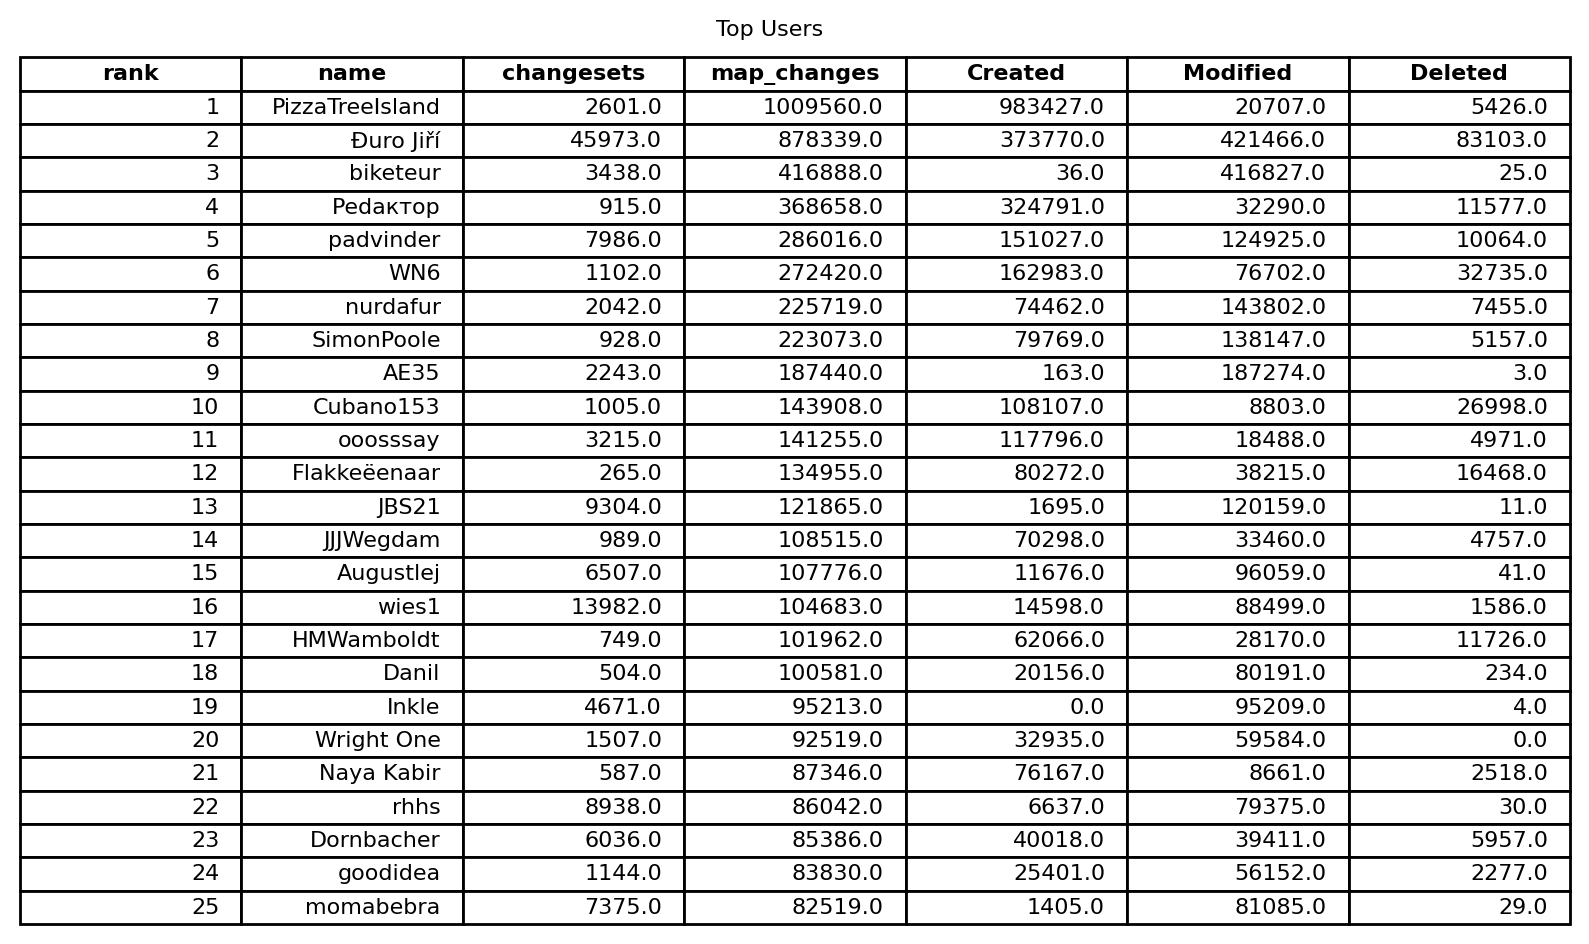 Top Users
rank name changesets map_changes Created Modified Deleted
1 PizzaTreeIsland 2601.0 1009560.0 983427.0 20707.0 5426.0
2 Đuro Jiří 45973.0 878339.0 373770.0 421466.0 83103.0
3 biketeur 3438.0 416888.0 36.0 416827.0 25.0
4 Реdактор 915.0 368658.0 324791.0 32290.0 11577.0
5 padvinder 7986.0 286016.0 151027.0 124925.0 10064.0
6 WN6 1102.0 272420.0 162983.0 76702.0 32735.0
7 nurdafur 2042.0 225719.0 74462.0 143802.0 7455.0
8 SimonPoole 928.0 223073.0 79769.0 138147.0 5157.0
9 AE35 2243.0 187440.0 163.0 187274.0 3.0
10 Cubano153 1005.0 143908.0 108107.0 8803.0 26998.0
11 ooosssay 3215.0 141255.0 117796.0 18488.0 4971.0
12 Flakkeëenaar 265.0 134955.0 80272.0 38215.0 16468.0
13 JBS21 9304.0 121865.0 1695.0 120159.0 11.0
14 JJJWegdam 989.0 108515.0 70298.0 33460.0 4757.0
15 Augustlej 6507.0 107776.0 11676.0 96059.0 41.0
16 wies1 13982.0 104683.0 14598.0 88499.0 1586.0
17 HMWamboldt 749.0 101962.0 62066.0 28170.0 11726.0
18 Danil 504.0 100581.0 20156.0 80191.0 234.0
19 Inkle 4671.0 95213.0 0.0 95209.0 4.0
20 Wright One 1507.0 92519.0 32935.0 59584.0 0.0
21 Naya Kabir 587.0 87346.0 76167.0 8661.0 2518.0
22 rhhs 8938.0 86042.0 6637.0 79375.0 30.0
23 Dornbacher 6036.0 85386.0 40018.0 39411.0 5957.0
24 goodidea 1144.0 83830.0 25401.0 56152.0 2277.0
25 momabebra 7375.0 82519.0 1405.0 81085.0 29.0